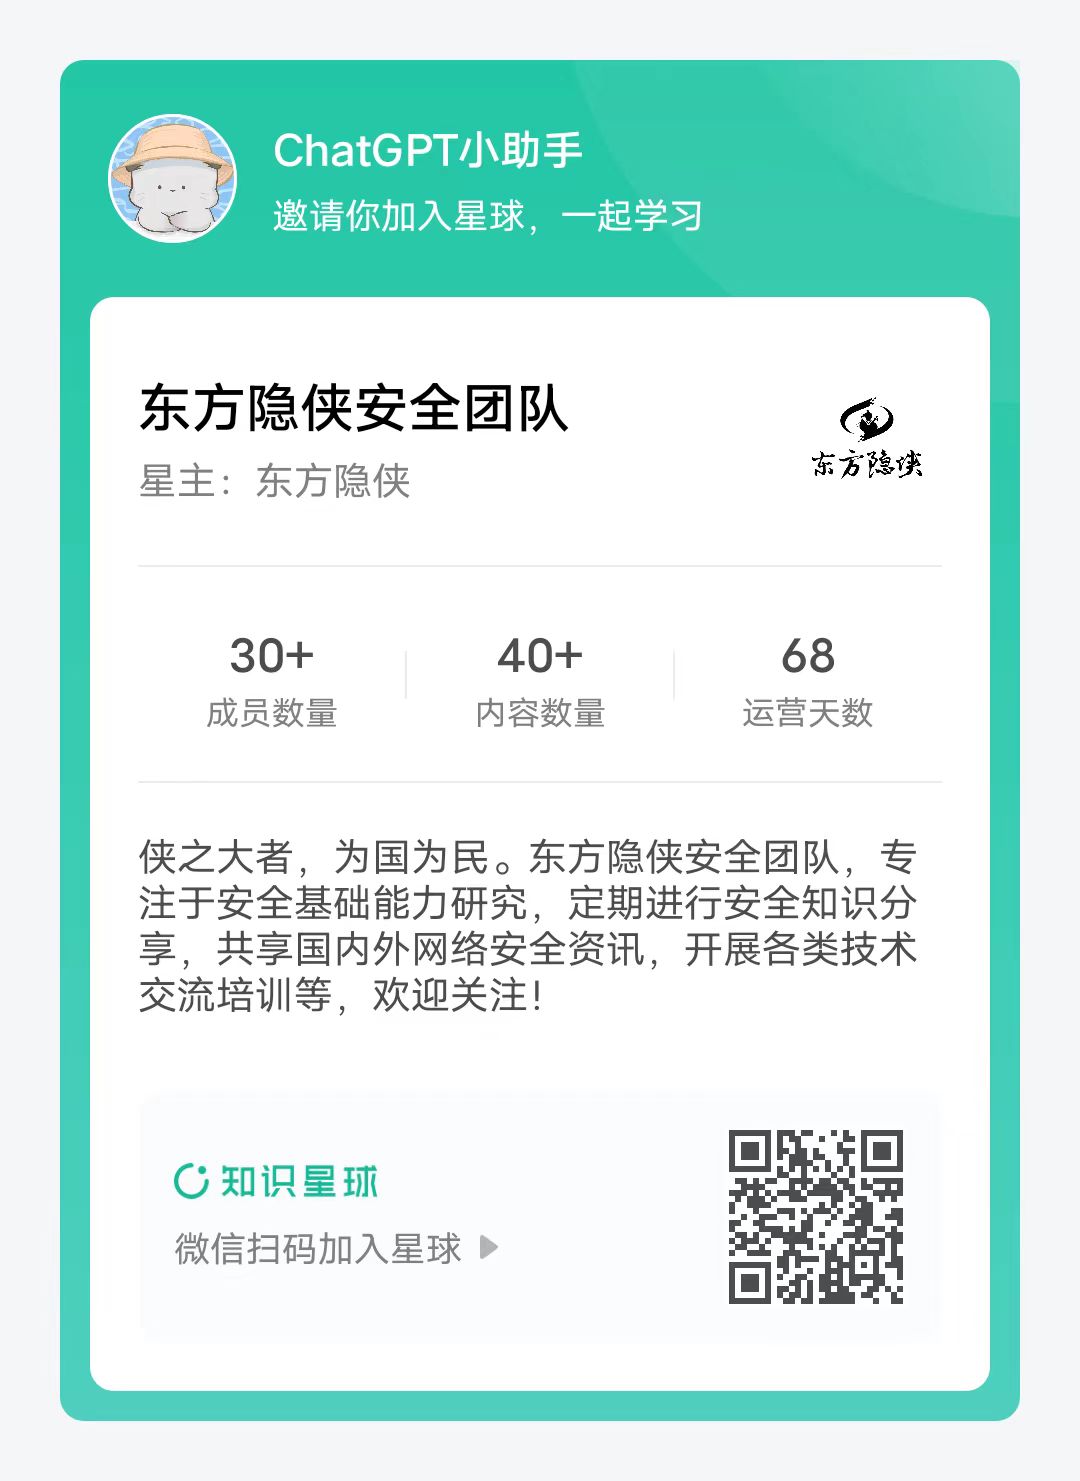 ChatGPT小助手
邀请你加入星球，一起学习
东方隐侠安全团队
东方隐侠
星主：东方隐侠
30+
40+
68
成员数量
内容数量
运营天数
侠之大者，为国为民。东方隐侠安全团队，专
注于安全基础能力研究，定期进行安全知识分
享，共享国内外网络安全资讯，开展各类技术
交流培训等，欢迎关注！
知识星球
微信扫码加入星球